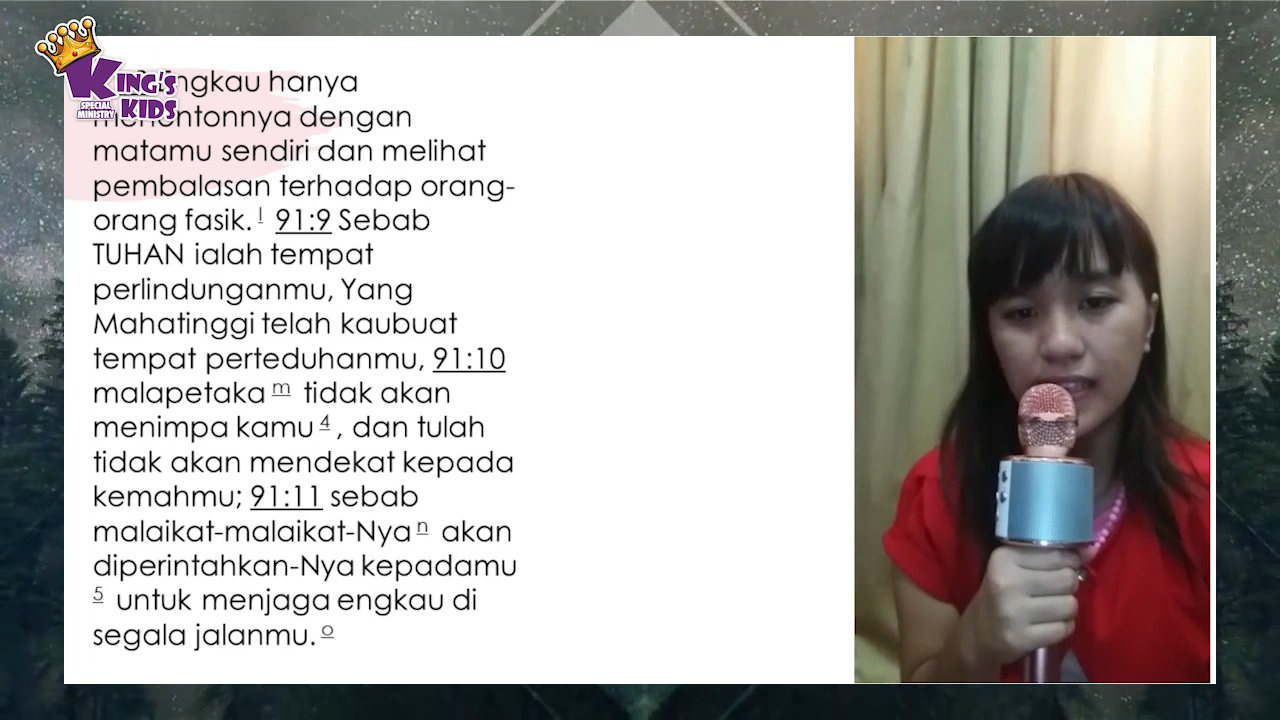 KING'S
KIDS
SPECIAL
MINISTRY
ngkau hanya
menontonnya dengan
matamu sendiri dan melihat
pembalasan terhadap orang-
orang fasik. l 91:9 Sebab
TUHAN ialah tempat
perlindunganmu, Yang
Mahatinggi telah kaubuat
tempat perteduhanmu, 91:10
malapetaka m tidak akan
menimpa kamu 4 , dan tulah
tidak akan mendekat kepada
kemahmu; 91:11 sebab
malaikat-malaikat-Nya n akan
diperintahkan-Nya kepadamu
5 untuk menjaga engkau di
segala jalanmu. o